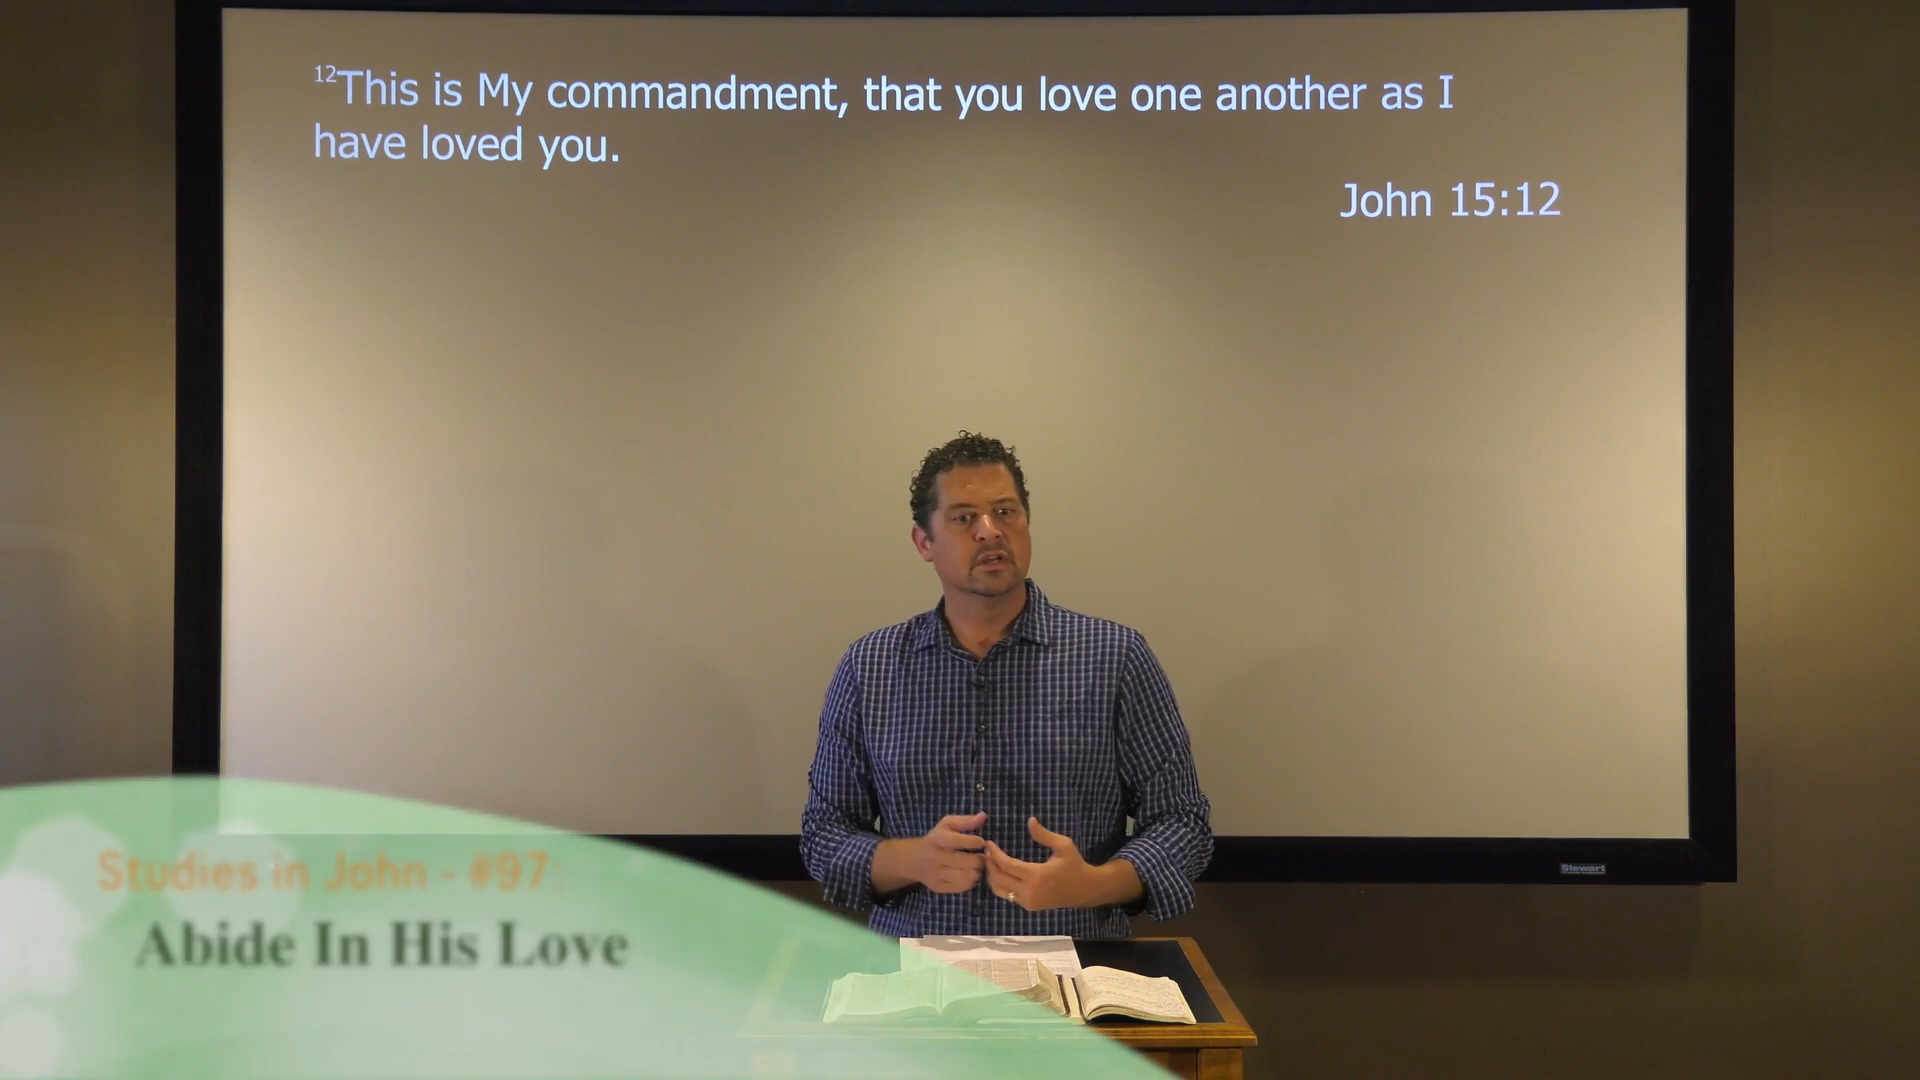 12This is My commandment, that you love one another as I
have loved you.
John 15:12
Stewart
Studies in John - #97:
Abide In His Love